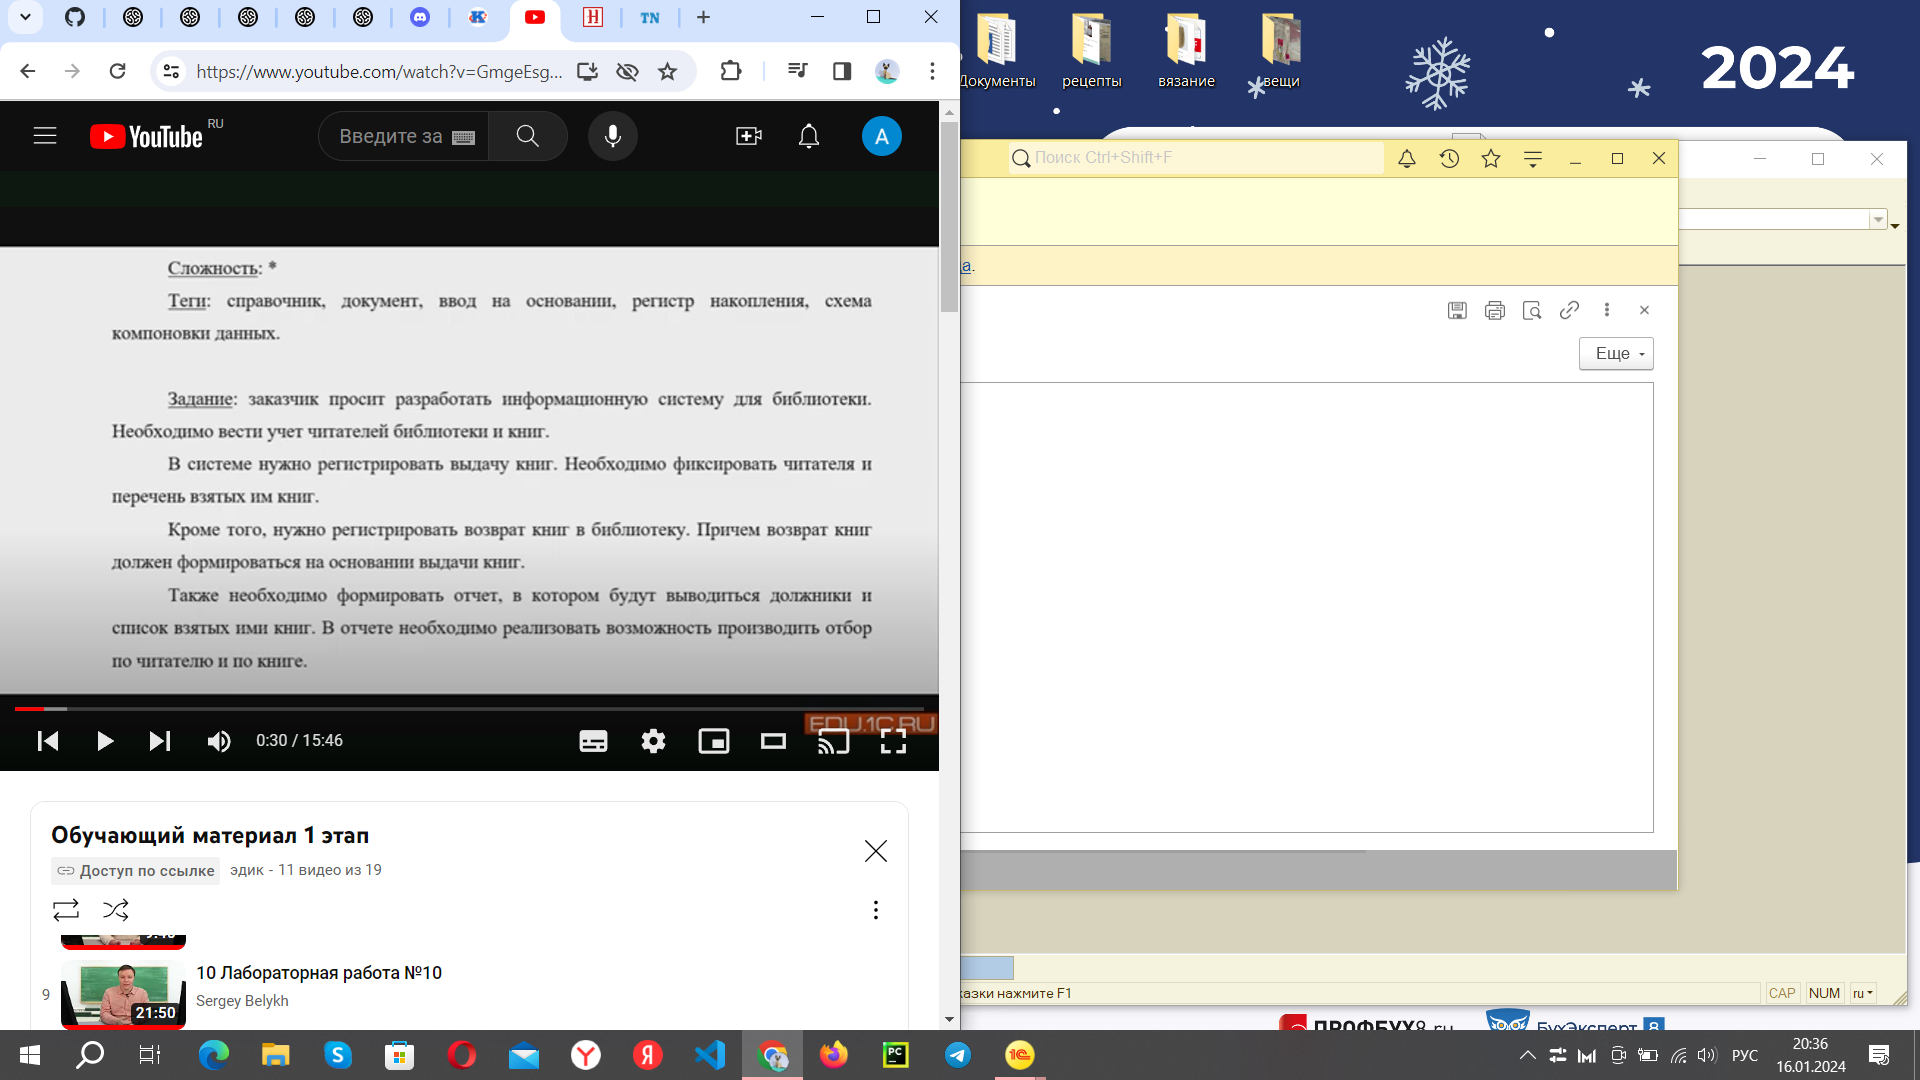 https://www.youtube.com/watch?v=GmgeEsg...
YouTube RU
Введите за
A
Сложность: *
Теги: справочник, документ, ввод на основании, регистр накопления, схема
компоновки данных.
Задание: заказчик просит разработать информационную систему для библиотеки.
Необходимо вести учет читателей библиотеки и книг.
В системе нужно регистрировать выдачу книг. Необходимо фиксировать читателя и
перечень взятых им книг.
Кроме того, нужно регистрировать возврат книг в библиотеку. Причем возврат книг
должен формироваться на основании выдачи книг.
Также необходимо формировать отчет, в котором будут выводиться должники и
список взятых ими книг. В отчете необходимо реализовать возможность производить отбор
по читателю и по книге.
EDU.1C.RU
0:30 / 15:46
Обучающий материал 1 этап
Доступ по ссылке
эдик - 11 видео из 19
9
21:50
10 Лабораторная работа №10
Sergey Belykh
Документы
рецепты
вязание
вещи
2024
Поиск Ctrl+Shift+F
а.
Еще
казки нажмите F1
CAP
NUM
ru
ПРОФБУХ8.ru
БухЭксперт 8
РУС
20:36
16.01.2024